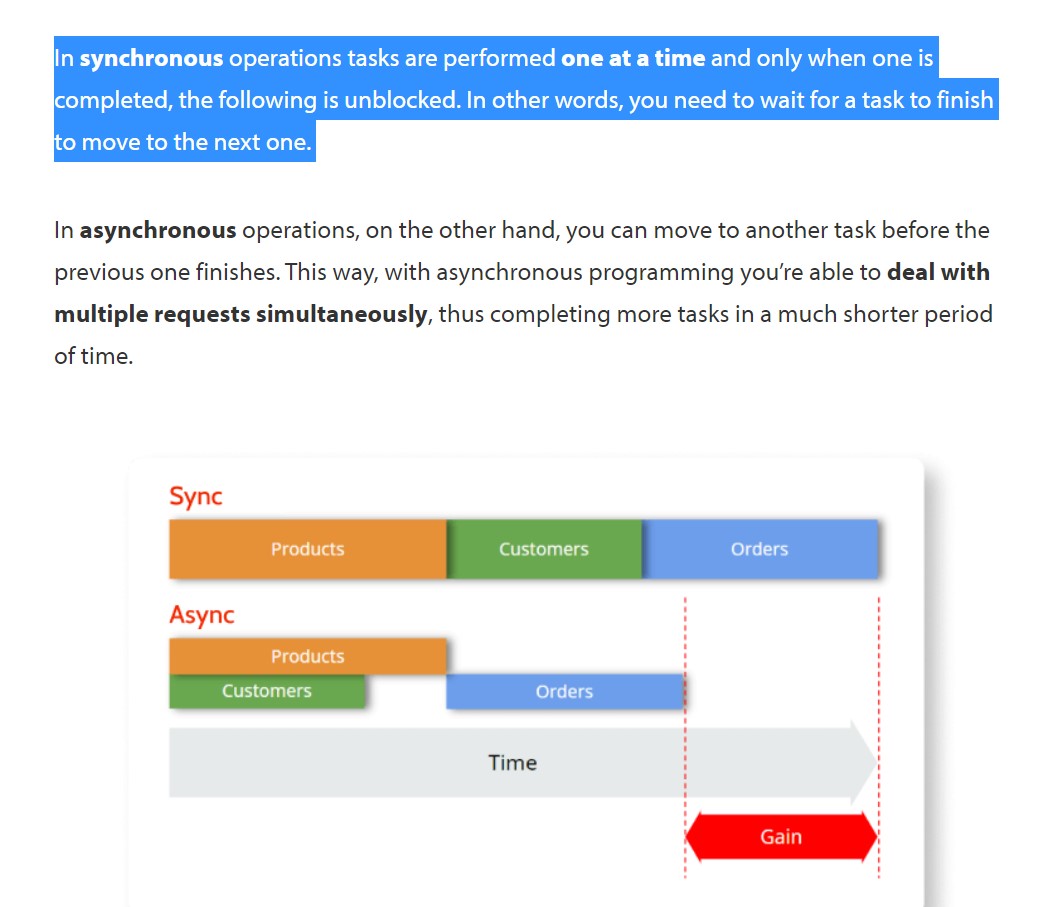 In synchronous operations tasks are performed one at a time and only when one is
completed, the following is unblocked. In other words, you need to wait for a task to finish
to move to the next one.
In asynchronous operations, on the other hand, you can move to another task before the
previous one finishes. This way, with asynchronous programming you’re able to deal with
multiple requests simultaneously, thus completing more tasks in a much shorter period
of time.
Sync
Products Customers Orders
Async
Products
Customers Orders
Time
Gain